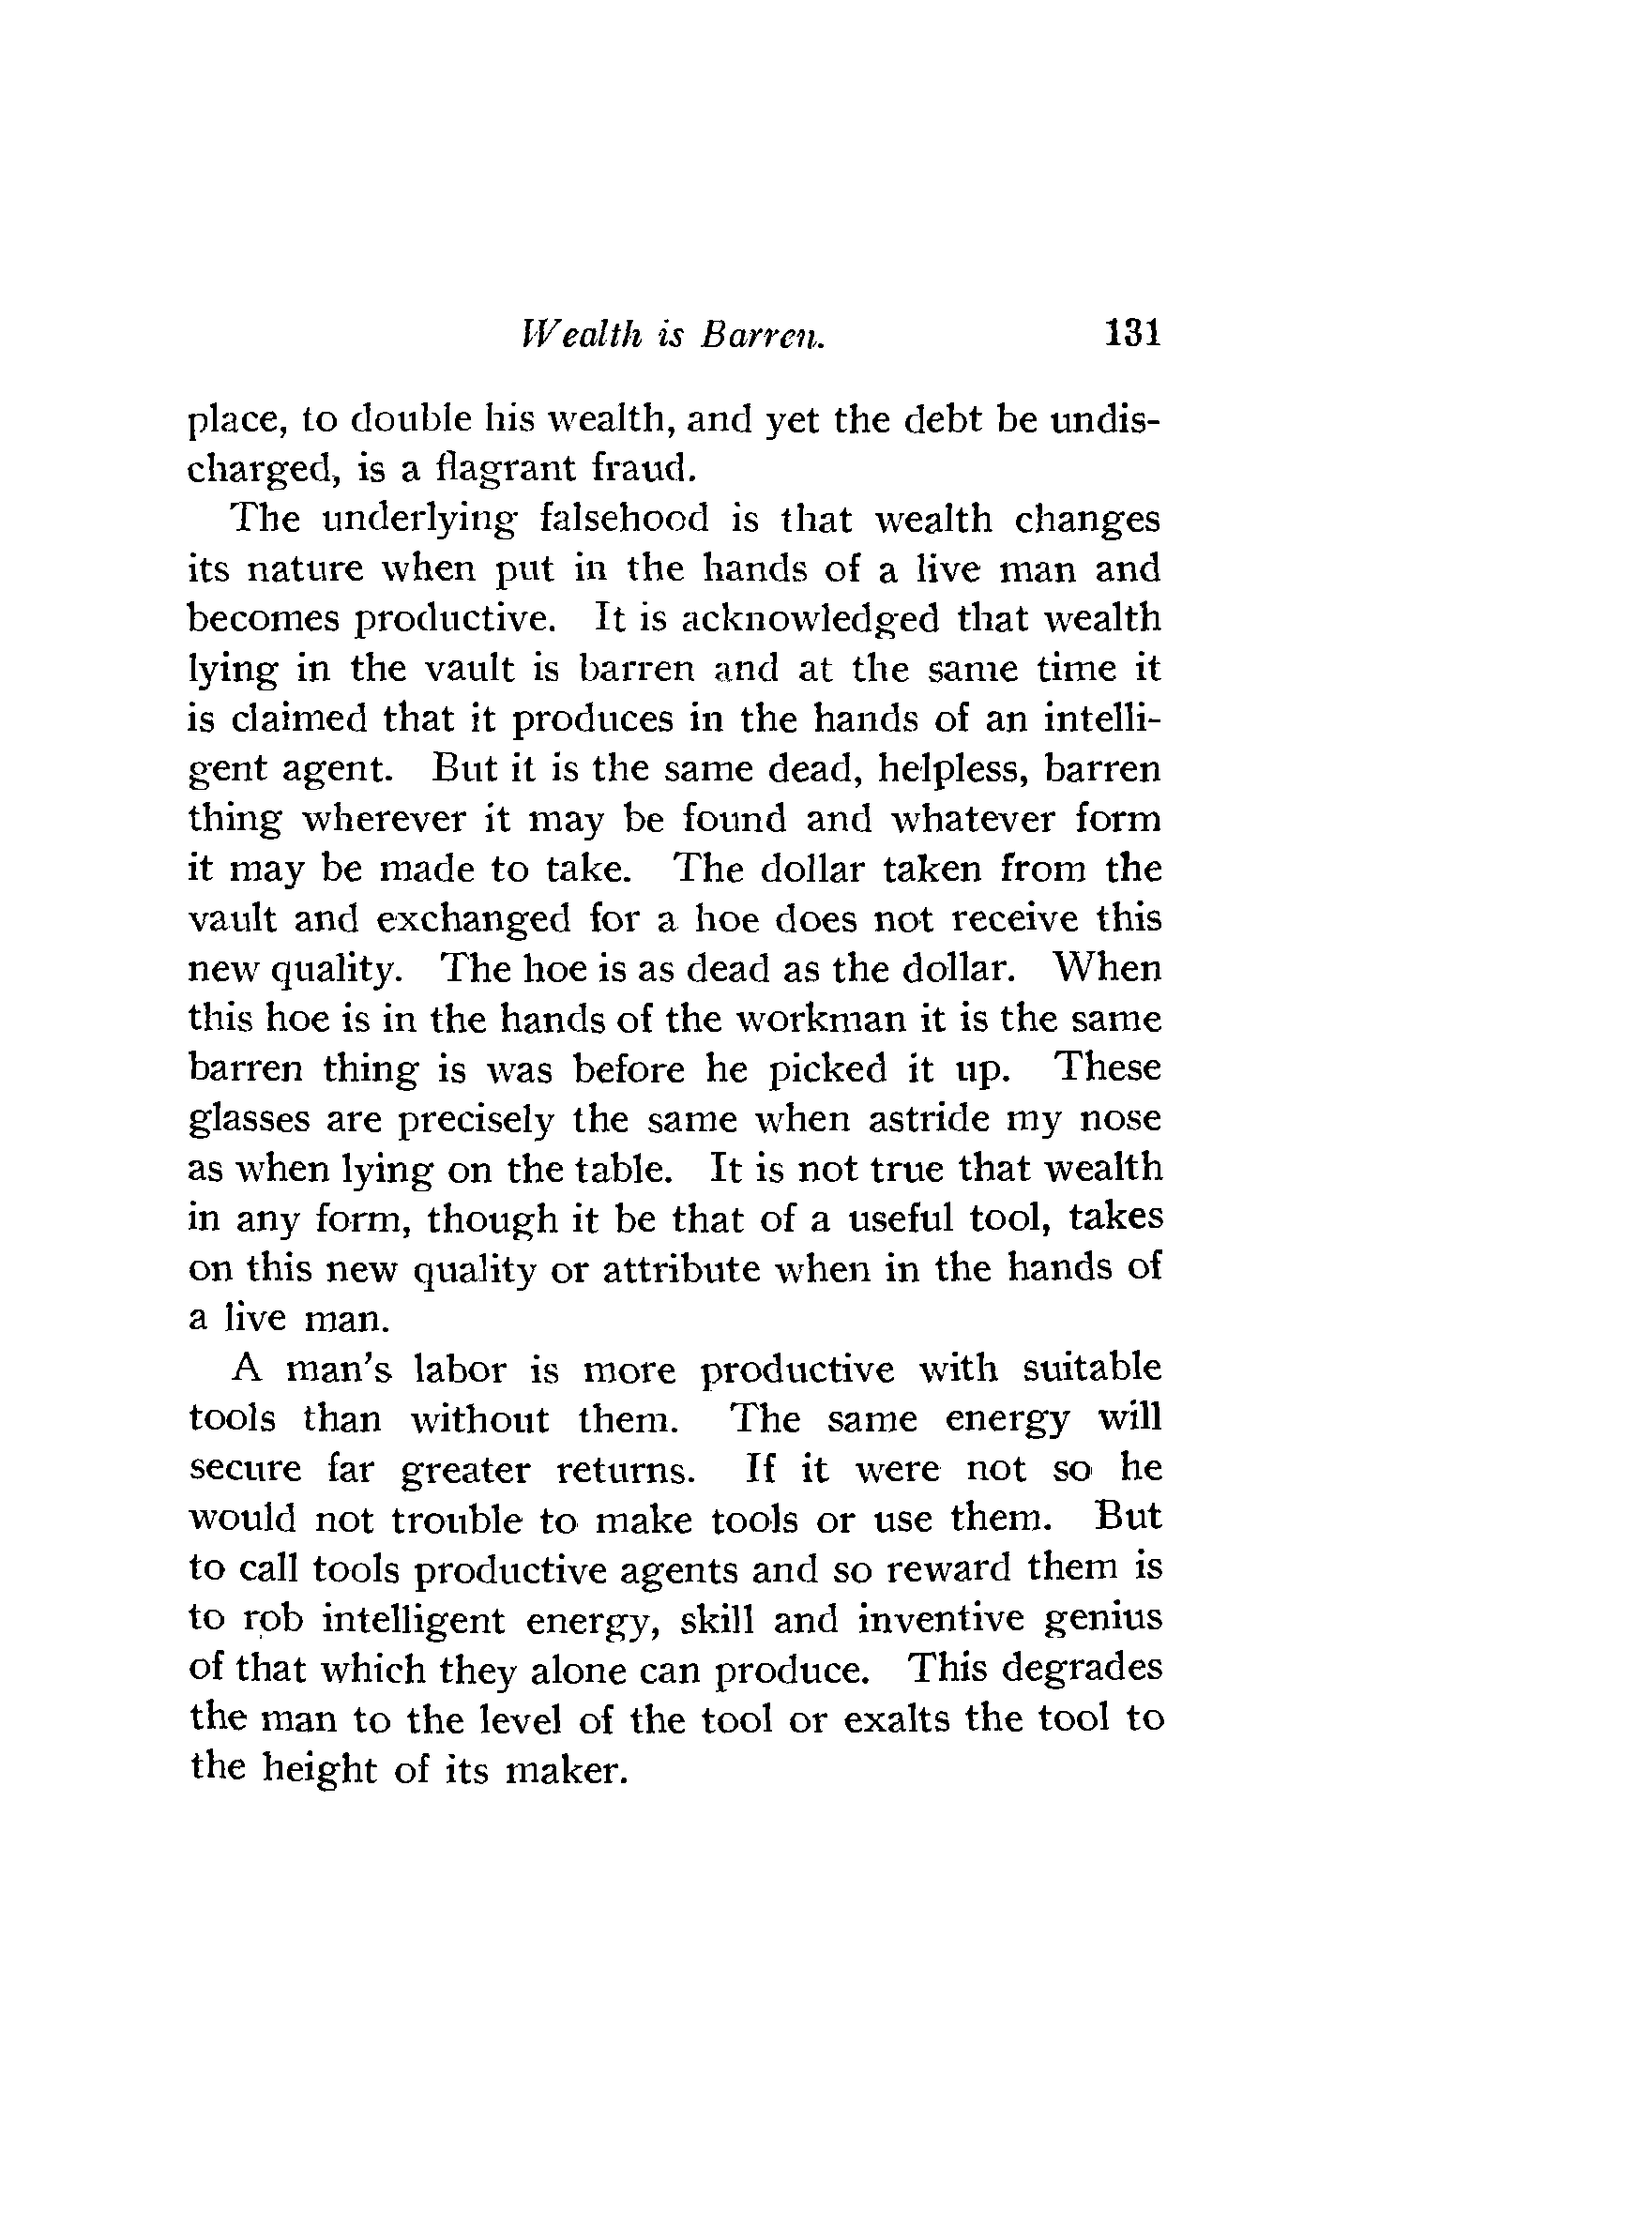 Wealth is Barren. 131
place, to double his wealth, and yet the debt be undis-
charged, is a flagrant fraud.
The underlying falsehood is that wealth changes
its nature when put in the hands of a live man and
becomes productive. It is acknowledged that wealth
lying in the vault is barren and at the same time it
is claimed that it produces in the hands of an intelli-
gent agent. But it is the same dead, helpless, barren
thing wherever it may be found and whatever form
it may be made to take. The dollar taken from the
vault and exchanged for a hoe does not receive this
new quality. The hoe is as dead as the dollar. When
this hoe is in the hands of the workman it is the same
barren thing is was before he picked it up. These
glasses are precisely the same when astride my nose
as when lying on the table. It is not true that wealth
in any form, though it be that of a useful tool, takes
on this new quality or attribute when in the hands of
a live man.
A man's labor is more productive with suitable
tools than without them. The same energy will
secure far greater returns. If it were not so he
would not trouble to make tools or use them. But
to call tools productive agents and so reward them is
to rob intelligent energy, skill and inventive genius
of that which they alone can produce. This degrades
the man to the level of the tool or exalts the tool to
the height of its maker.